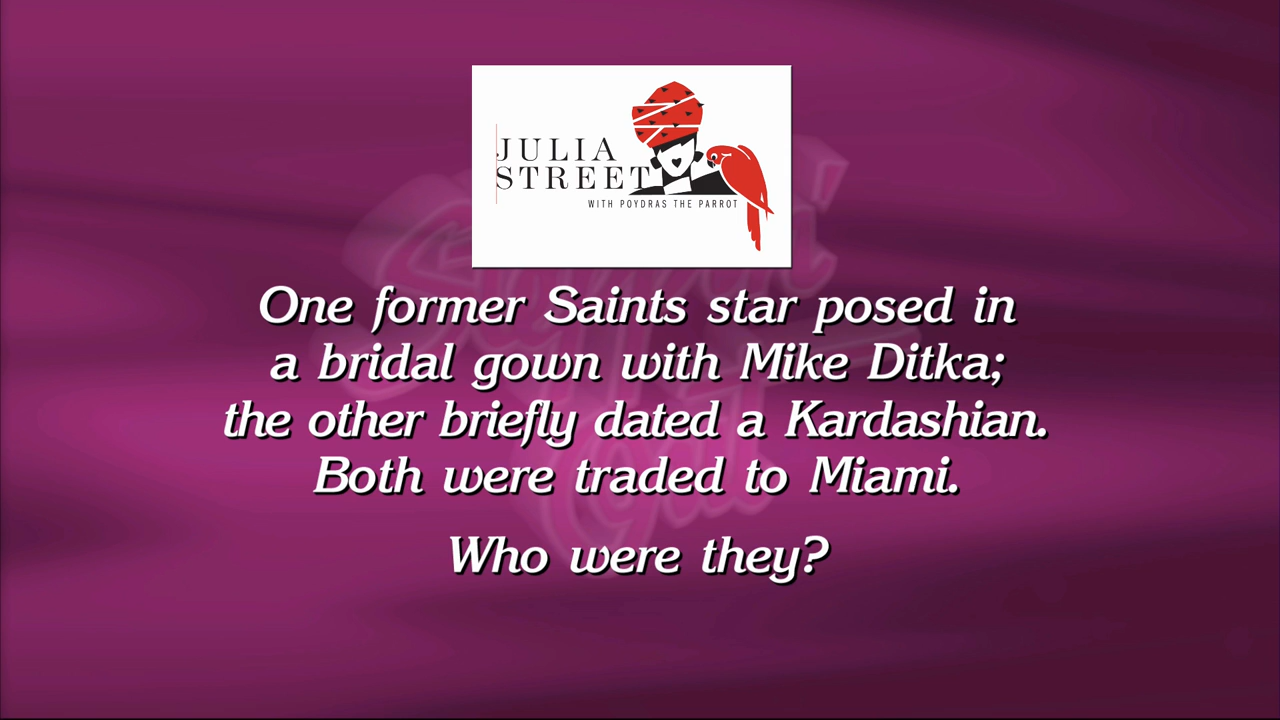 JULIA
STREET
WITH POYDRAS THE PARROT
One former Saints star posed in
a bridal gown with Mike Ditka;
the other briefly dated a Kardashian.
Both were traded to Miami.
Who were they?